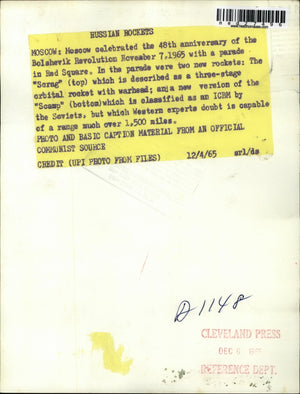 RUSSIAN ROCKETS
MOSCOW: Moscow celebrated the 48th anniversary of the
Bolshevik Revolution November 7,1965 with a parade
in Red Square. In the parade were two new rockets: The
"Scrag" (top) which is described as a three-stage
orbital rocket with warhead; and a new version of the
"Scamp" (bottom)which is classified as an ICBM by
the Soviets, but which Western experts doubt is capable
of a range much over 1,500 miles.
PHOTO AND BASIC CAPTION MATERIAL FROM AN OFFICIAL
COMMUNIST SOURCE
CREDIT (UPI PHOTO FROM FILES) 12/4/65 srl/ds
D1148
CLEVELAND PRESS
DEC 6
REFERENCE DEPT.